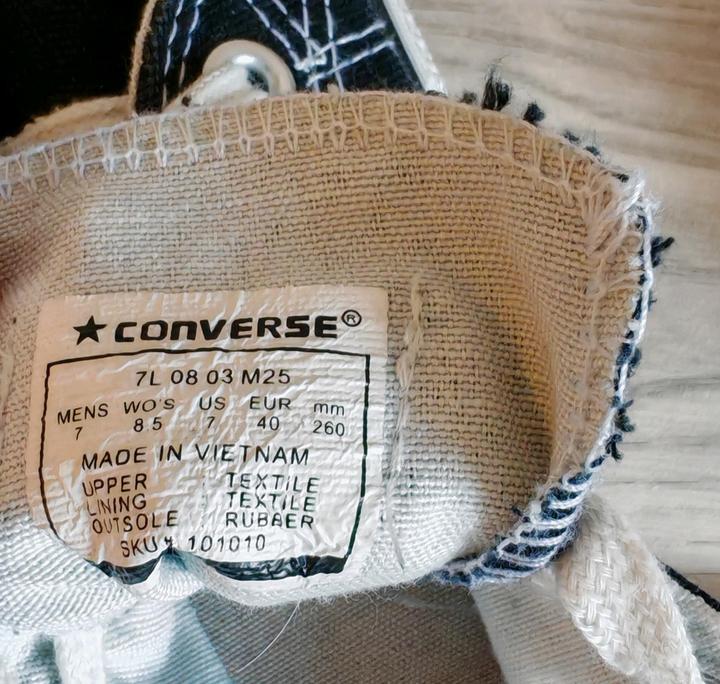 ★CONVERSE®
7L 08 03 M25
MENS WO'S US EUR mm
7 8.5 7 40 260
MADE IN VIETNAM
UPPER TEXTILE
LINING TEXTILE
OUTSOLE RUBBER
SKU# 101010